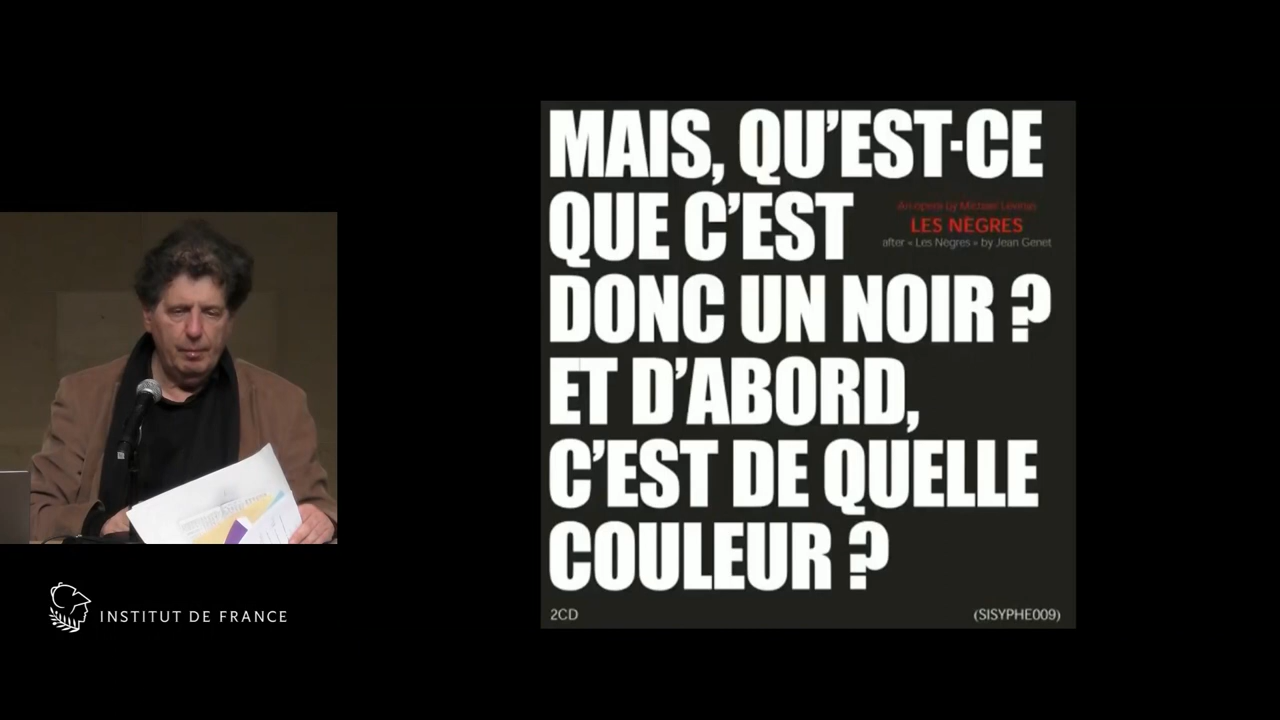 MAIS, QU'EST-CE
QUE C'EST
An opera by Michael Levinas
LES NÈGRES
after « Les Nègres » by Jean Genet
DONC UN NOIR ?
ET D'ABORD,
C'EST DE QUELLE
COULEUR ?
2CD
(SISYPHE009)
INSTITUT DE FRANCE